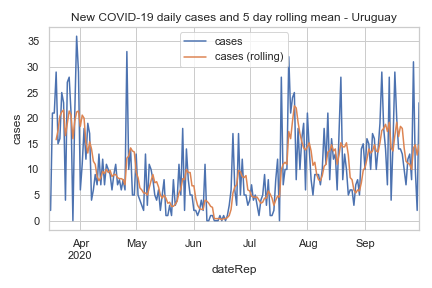 New COVID-19 daily cases and 5 day rolling mean - Uruguay
cases
cases (rolling)
cases
35
30
25
20
15
10
5
0
Apr
2020
May
Jun
Jul
Aug
Sep
dateRep